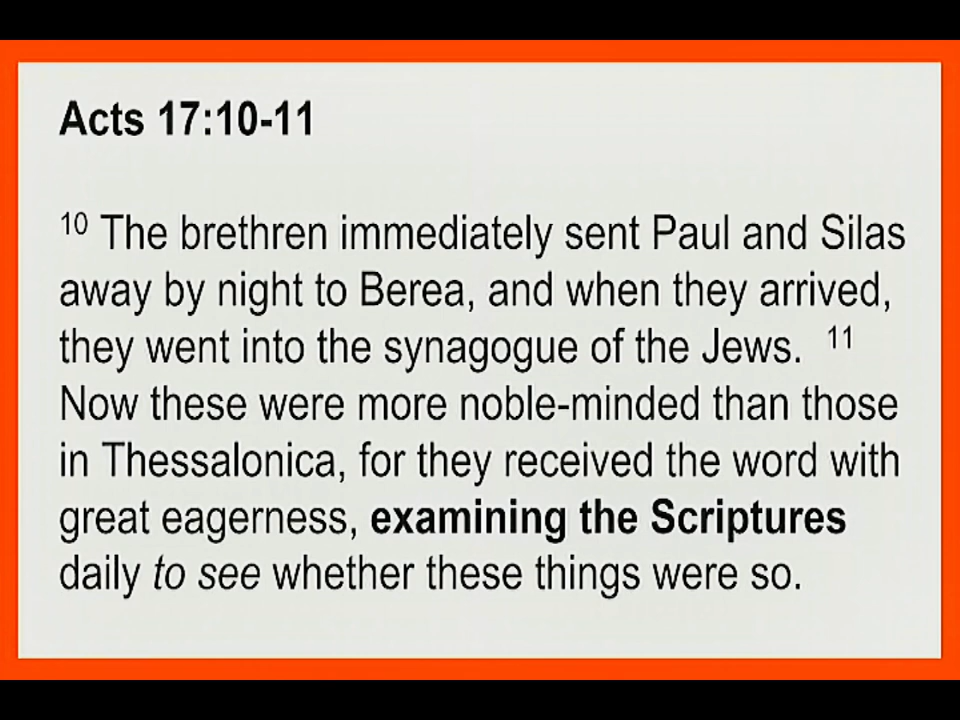 Acts 17:10-11
10 The brethren immediately sent Paul and Silas
away by night to Berea, and when they arrived,
they went into the synagogue of the Jews. 11
Now these were more noble-minded than those
in Thessalonica, for they received the word with
great eagerness, examining the Scriptures
daily to see whether these things were so.